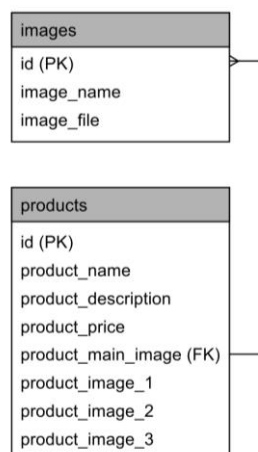 images
id (PK)
image_name
image_file
products
id (PK)
product_name
product_description
product_price
product_main_image (FK)
product_image_1
product_image_2
product_image_3